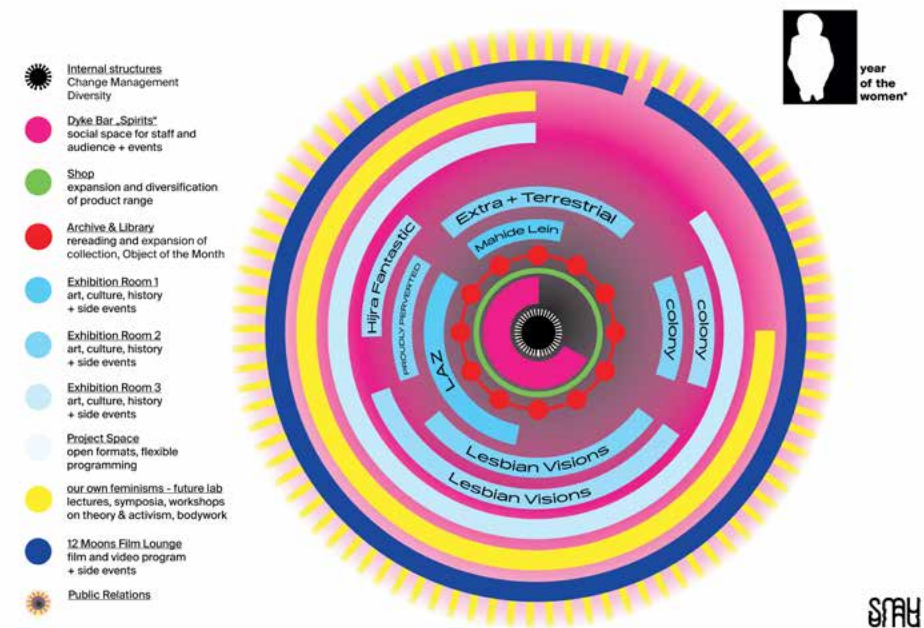 Internal structures
Change Management
Diversity
Dyke Bar „Spirits“
social space for staff and
audience + events
Shop
expansion and diversification
of product range
Archive & Library
rereading and expansion of
collection, Object of the Month
Exhibition Room 1
art, culture, history
+ side events
Exhibition Room 2
art, culture, history
+ side events
Exhibition Room 3
art, culture, history
+ side events
Project Space
open formats, flexible
programming
our own feminisms - future lab
lectures, symposia, workshops
on theory & activism, bodywork
12 Moons Film Lounge
film and video program
+ side events
Public Relations
Extra + Terrestrial
Mahide Lein
Hijra Fantastic
PROUDLY PERVERTED
LAZ
colony
colony
Lesbian Visions
Lesbian Visions
year
of the
women*